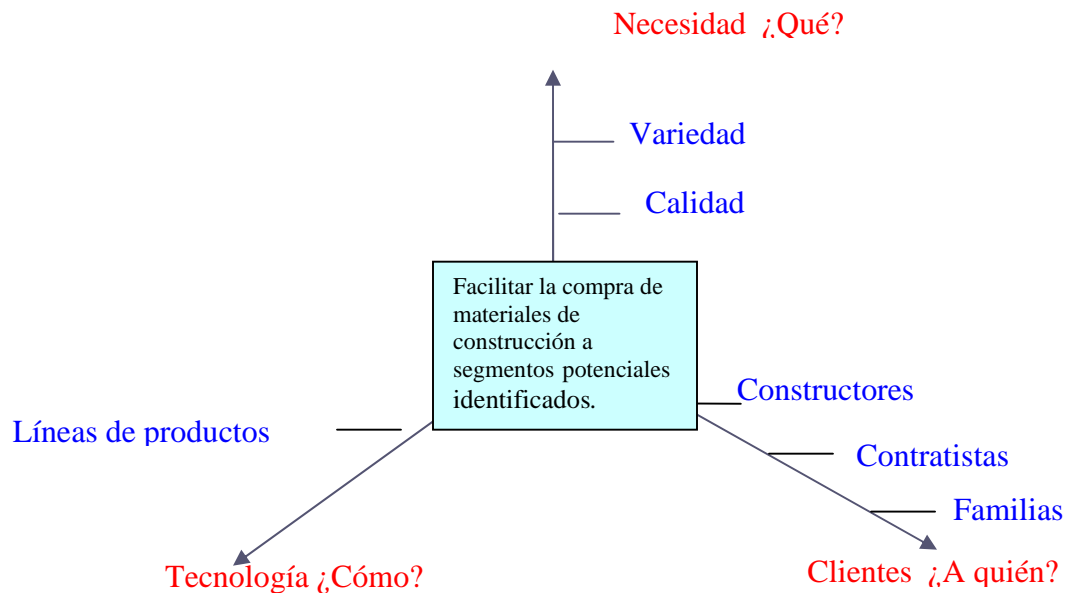 Necesidad ¿Qué?
Variedad
Calidad
Facilitar la compra de
materiales de
construcción a
segmentos potenciales
identificados.
Constructores
Líneas de productos
Contratistas
Familias
Tecnología ¿Cómo?
Clientes ¿A quién?